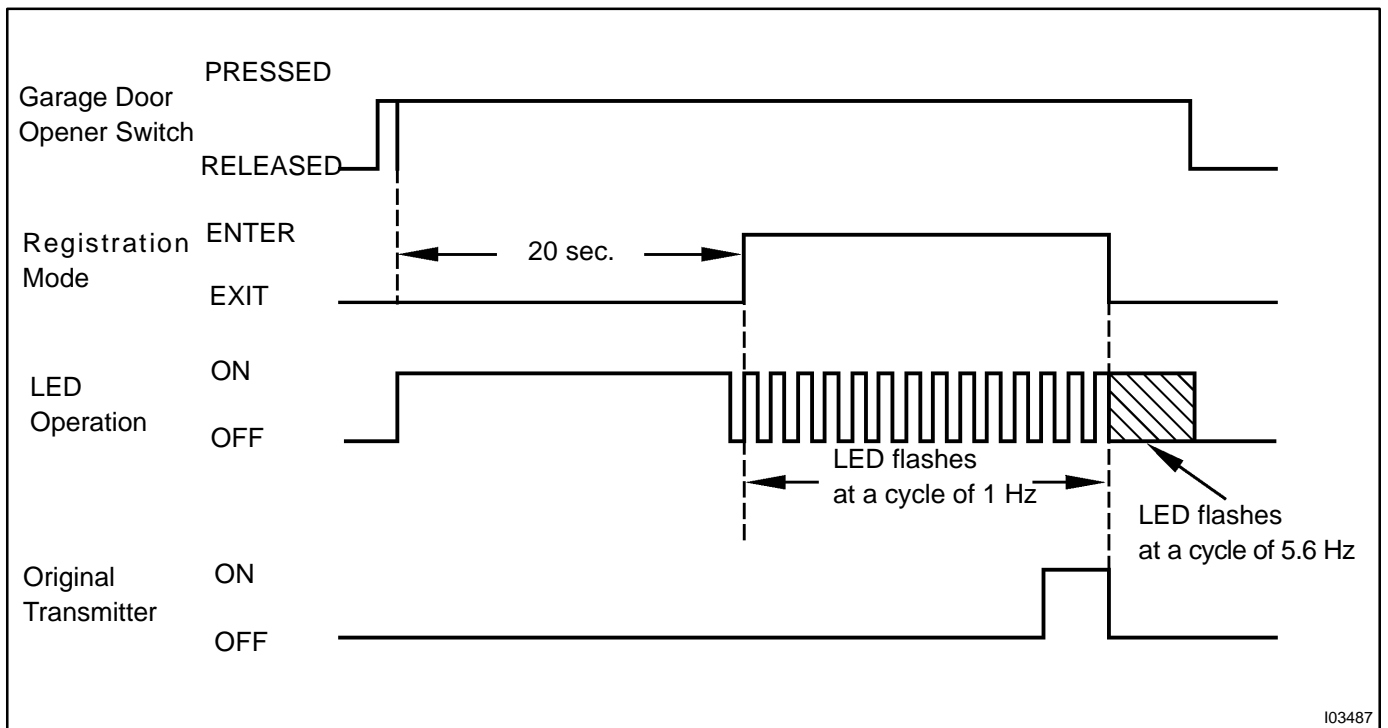 PRESSED
Garage Door
Opener Switch
RELEASED
Registration
Mode
ENTER
20 sec.
EXIT
LED
Operation
ON
OFF
LED flashes
at a cycle of 1 Hz
LED flashes
at a cycle of 5.6 Hz
Original
Transmitter
ON
OFF
I03487